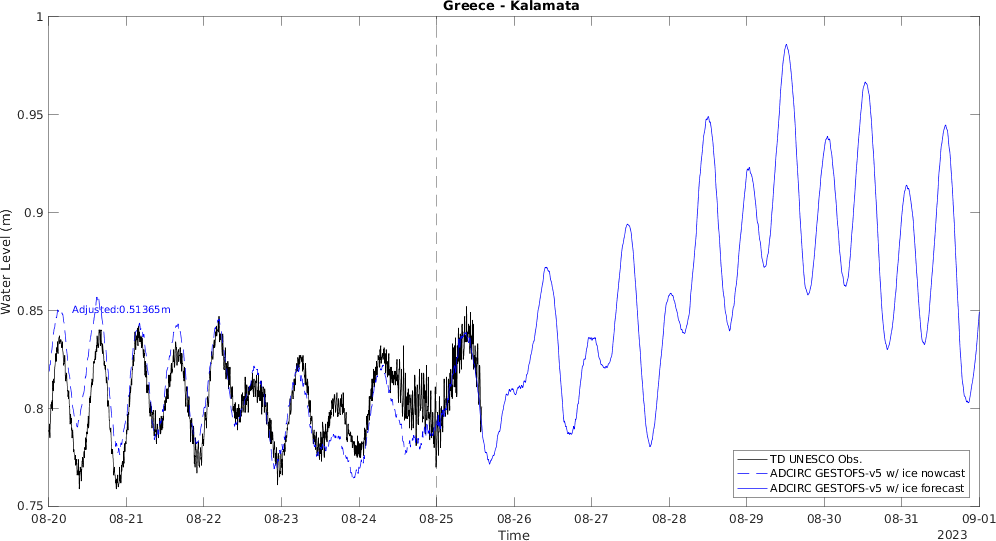 Greece - Kalamata
1
0.95
0.9
0.85
0.8
0.75
Water Level (m)
Adjusted:0.51365m
TD UNESCO Obs.
ADCIRC GESTOFS-v5 w/ ice nowcast
ADCIRC GESTOFS-v5 w/ ice forecast
08-20 08-21 08-22 08-23 08-24 08-25 08-26 08-27 08-28 08-29 08-30 08-31 09-01
Time
2023